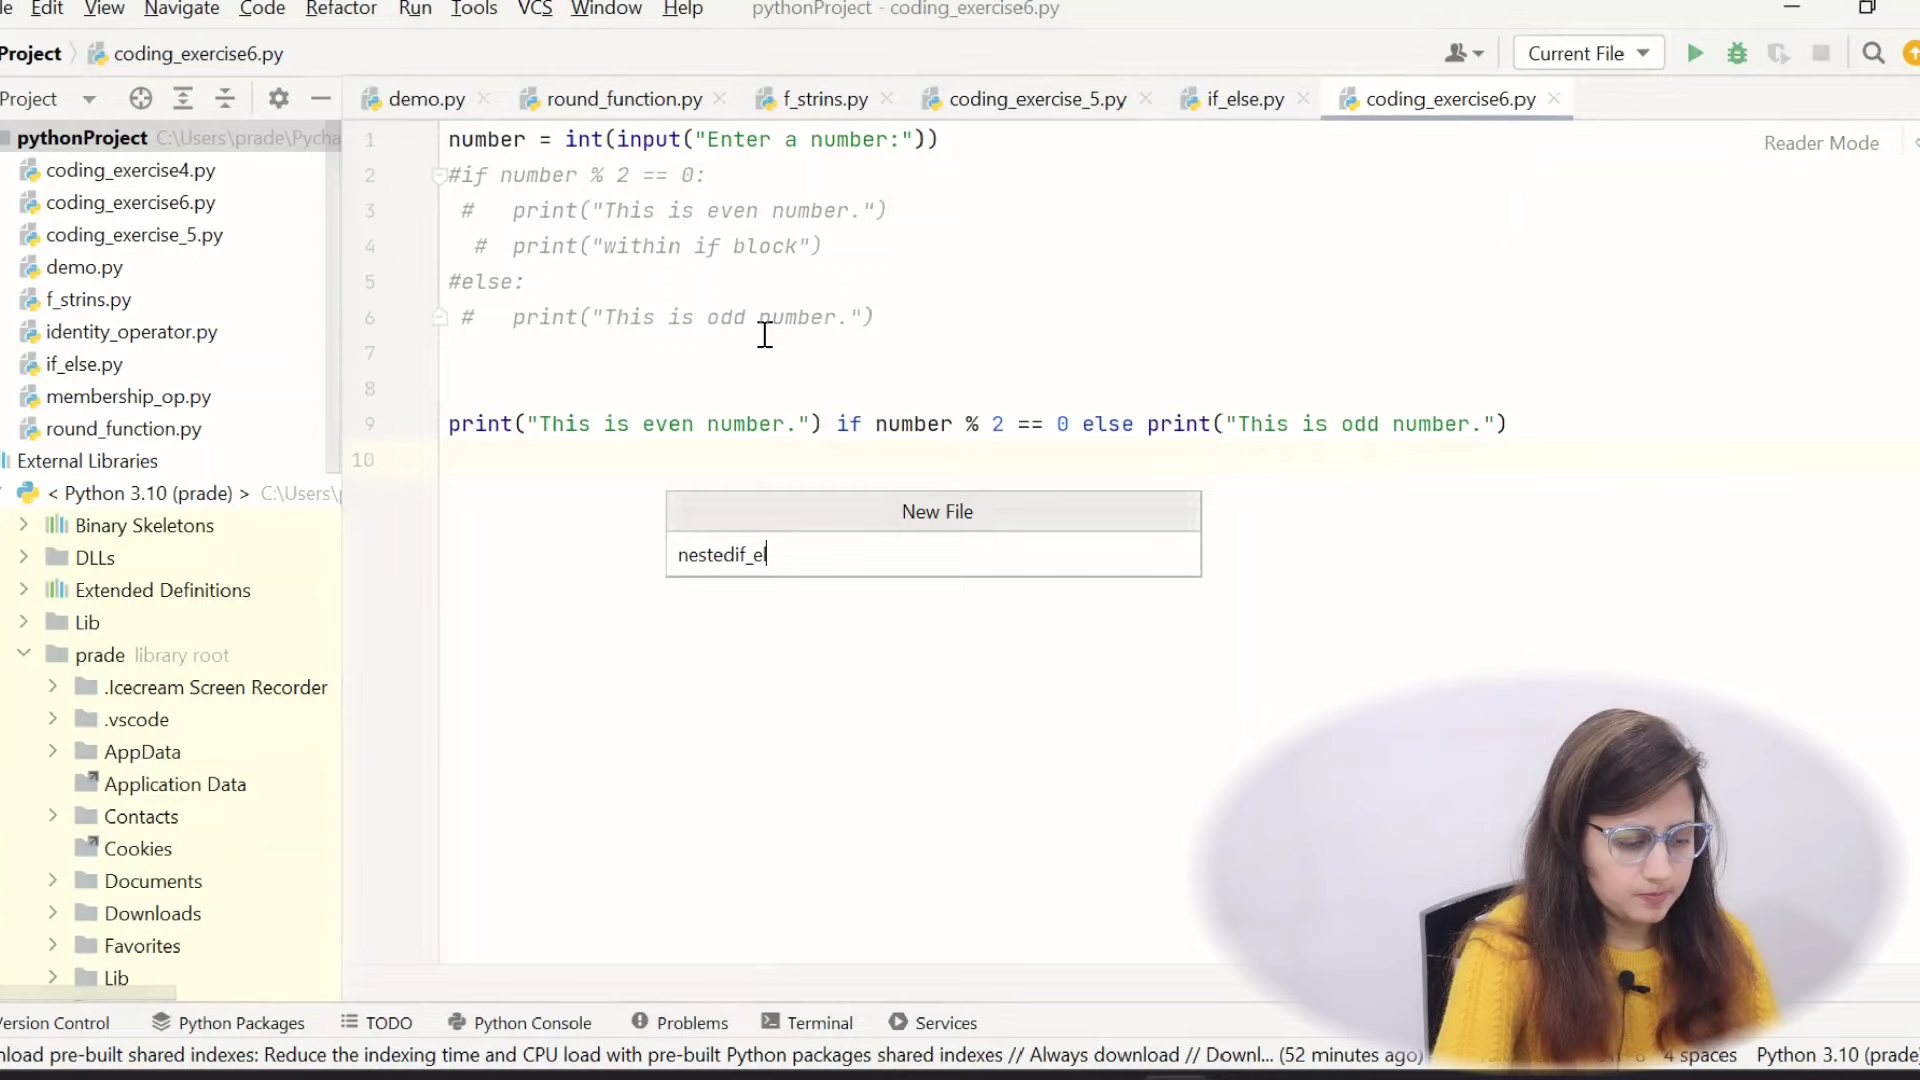 le Edit View Navigate Code Refactor Run Tools VCS Window Help pythonProject - coding_exercise6.py
Project coding_exercise6.py Current File
Project demo.py round_function.py f_strins.py coding_exercise_5.py if_else.py coding_exercise6.py
pythonProject C:\Users\prade\Pycha
coding_exercise4.py
coding_exercise6.py
coding_exercise_5.py
demo.py
f_strins.py
identity_operator.py
if_else.py
membership_op.py
round_function.py
External Libraries
< Python 3.10 (prade) > C:\Users\
Binary Skeletons
DLLs
Extended Definitions
Lib
prade library root
.Icecream Screen Recorder
.vscode
AppData
Application Data
Contacts
Cookies
Documents
Downloads
Favorites
Lib
Reader Mode
1 number = int(input("Enter a number:"))
2 #if number % 2 == 0:
3 # print("This is even number.")
4 # print("within if block")
5 #else:
6 # print("This is odd number.")
7
8
9 print("This is even number.") if number % 2 == 0 else print("This is odd number.")
10
New File
nestedif_el
ersion Control Python Packages TODO Python Console Problems Terminal Services
nload pre-built shared indexes: Reduce the indexing time and CPU load with pre-built Python packages shared indexes // Always download // Downl... (52 minutes ago) 4 spaces Python 3.10 (prade)